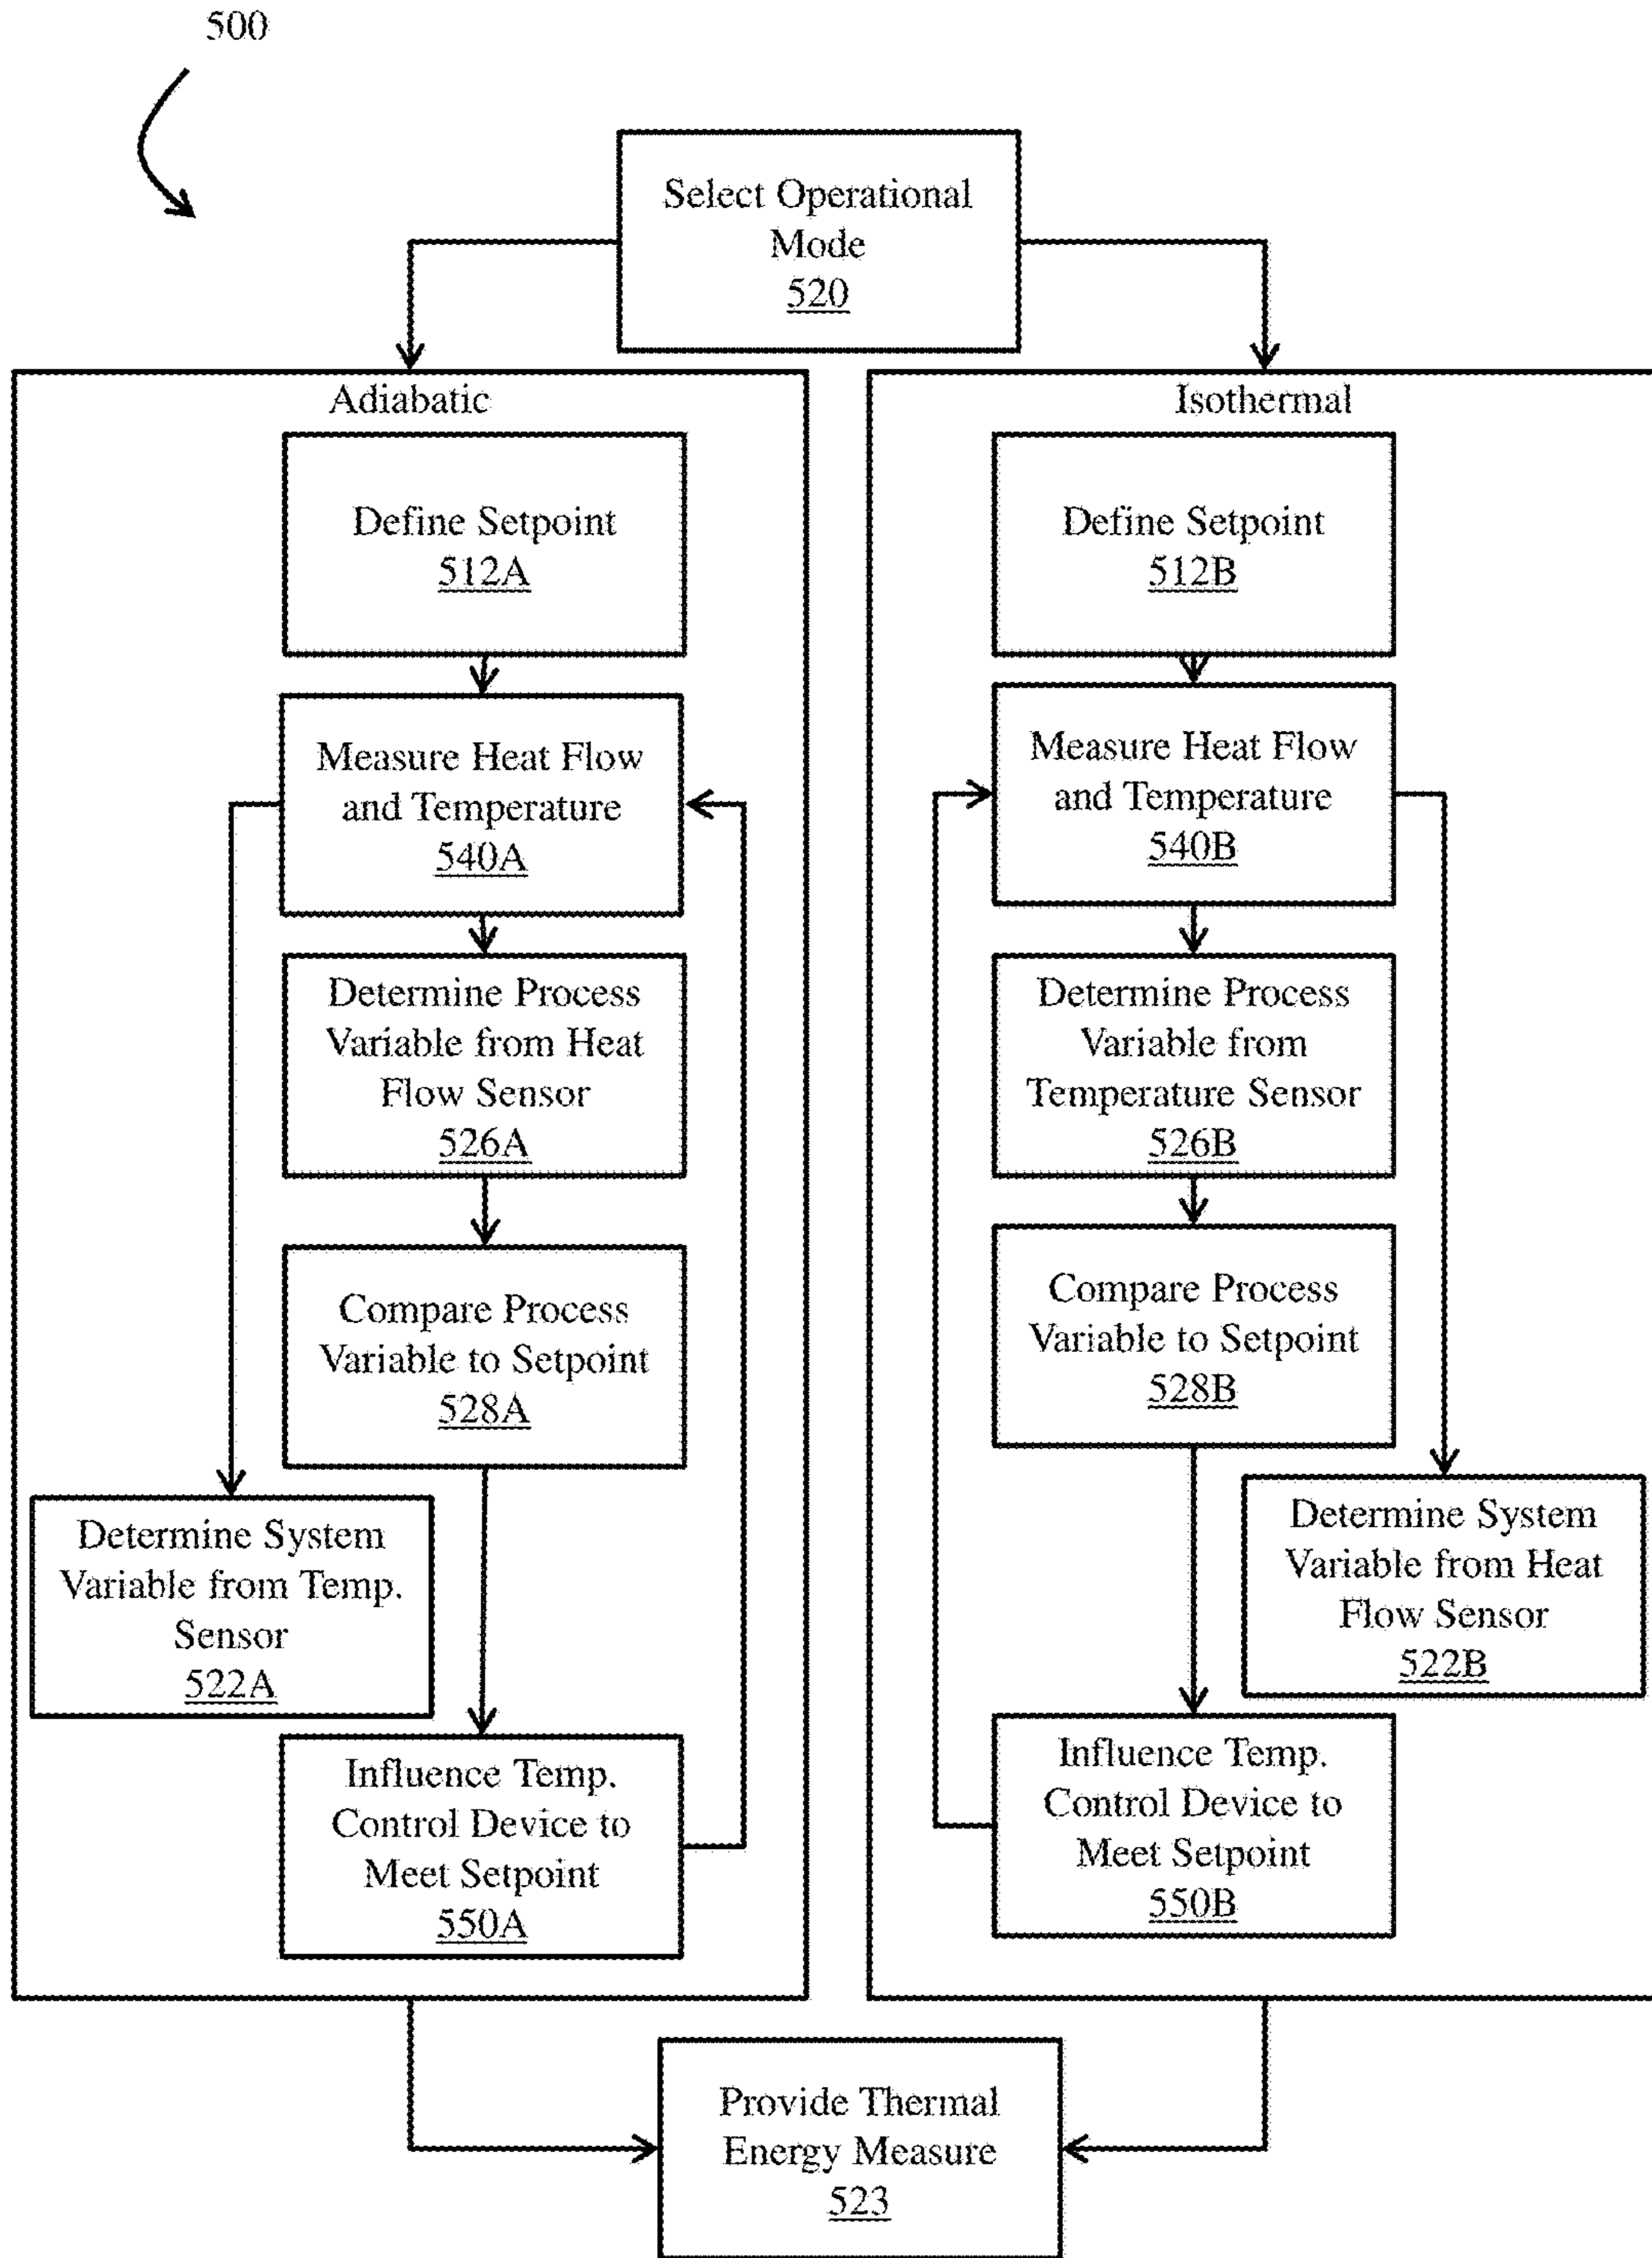 500
Select Operational
Mode
520
Adiabatic
Define Setpoint
512A
Measure Heat Flow
and Temperature
540A
Determine Process
Variable from Heat
Flow Sensor
526A
Compare Process
Variable to Setpoint
528A
Determine System
Variable from Temp.
Sensor
522A
Influence Temp.
Control Device to
Meet Setpoint
550A
Isothermal
Define Setpoint
512B
Measure Heat Flow
and Temperature
540B
Determine Process
Variable from
Temperature Sensor
526B
Compare Process
Variable to Setpoint
528B
Determine System
Variable from Heat
Flow Sensor
522B
Influence Temp.
Control Device to
Meet Setpoint
550B
Provide Thermal
Energy Measure
523